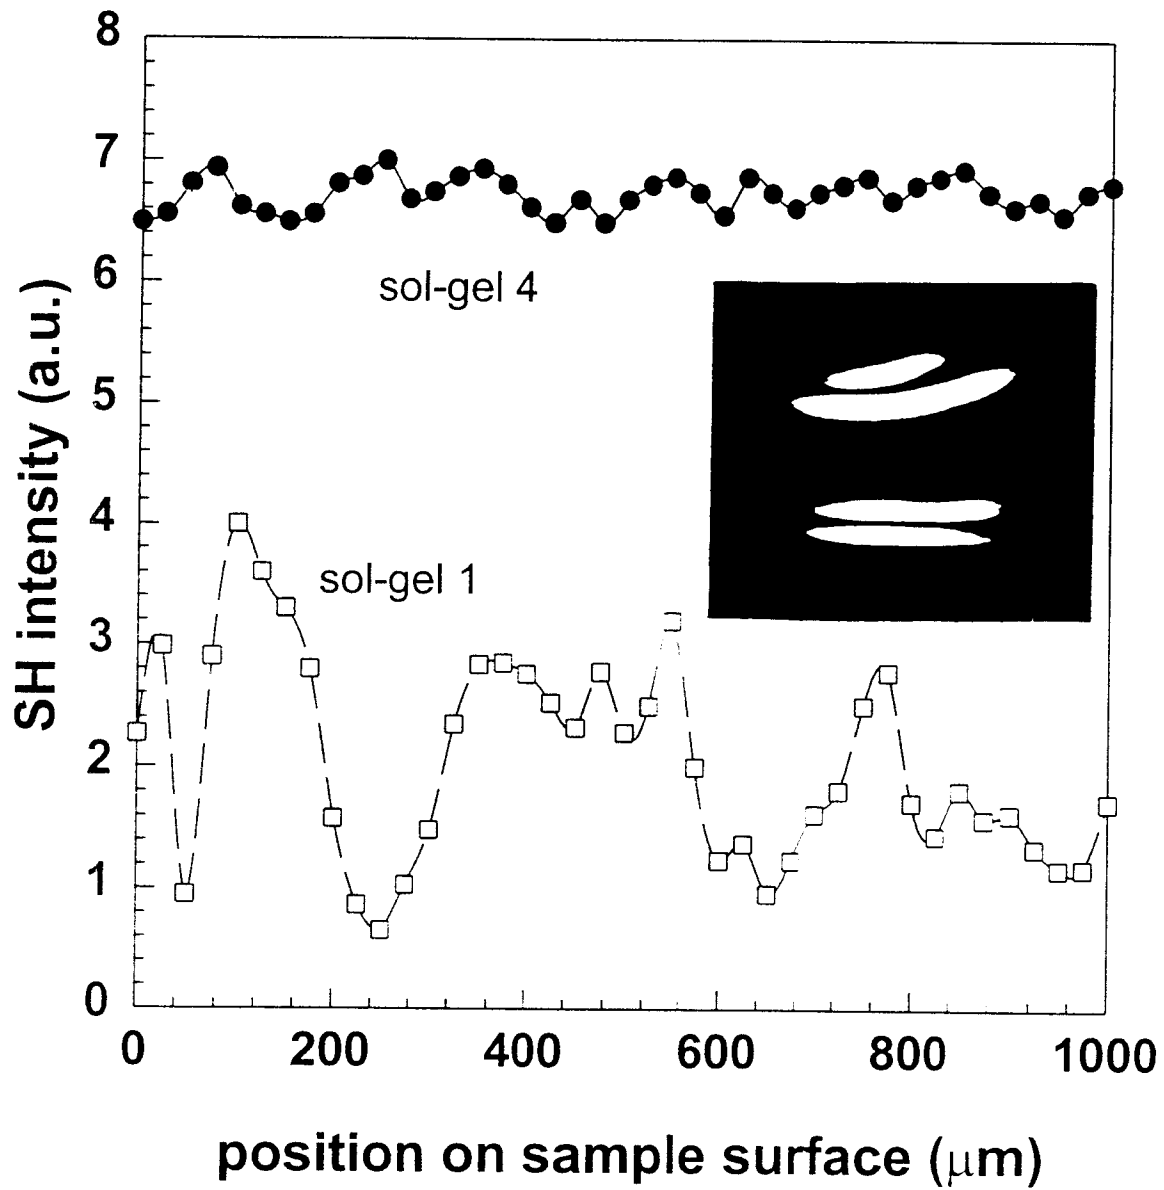 8
7
6
5
4
3
2
1
0
SH intensity (a.u.)
sol-gel 4
sol-gel 1
0 200 400 600 800 1000
position on sample surface (μm)